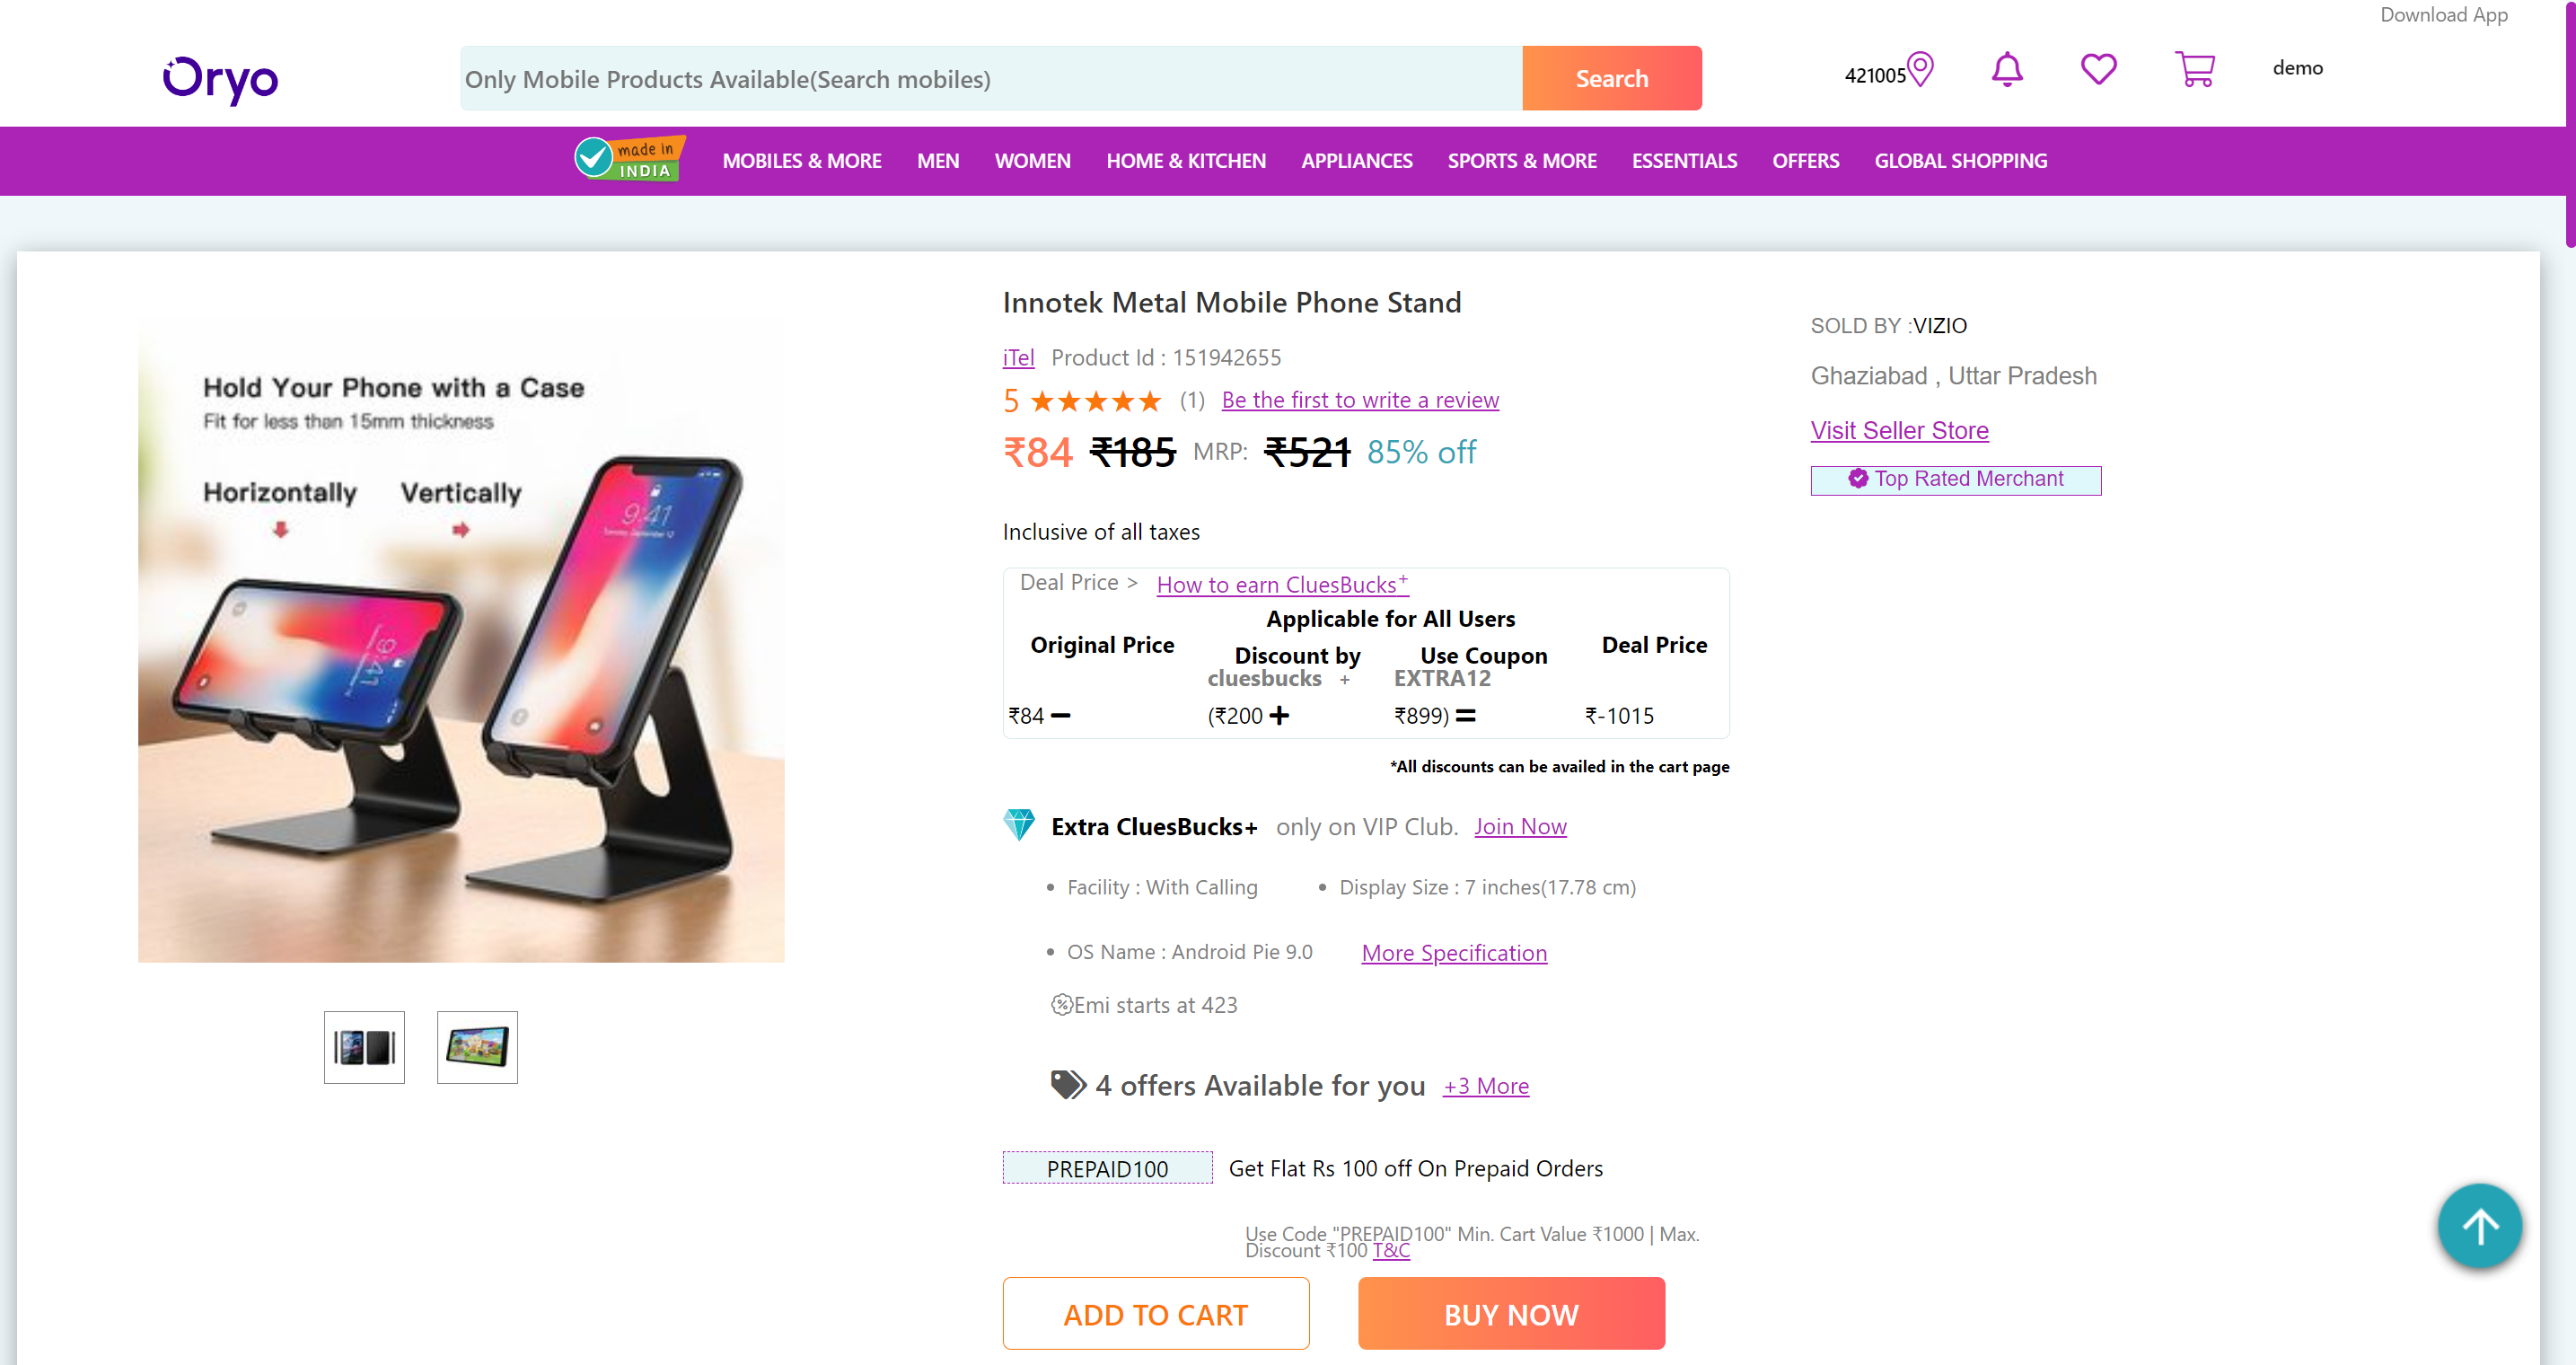 Download App
Oryo
Only Mobile Products Available(Search mobiles)
Search
421005
demo
made in
INDIA
MOBILES & MORE
MEN
WOMEN
HOME & KITCHEN
APPLIANCES
SPORTS & MORE
ESSENTIALS
OFFERS
GLOBAL SHOPPING
Hold Your Phone with a Case
Fit for less than 15mm thickness
Horizontally Vertically
9:41
9:41
Innotek Metal Mobile Phone Stand
iTel Product Id : 151942655
5 ★★★★★ (1) Be the first to write a review
₹84 ₹185 MRP: ₹521 85% off
Inclusive of all taxes
Deal Price > How to earn CluesBucks+
Applicable for All Users
Original Price
Discount by
cluesbucks +
Use Coupon
EXTRA12
Deal Price
₹84 − (₹200 + ₹899) = ₹-1015
*All discounts can be availed in the cart page
Extra CluesBucks+ only on VIP Club. Join Now
• Facility : With Calling
• Display Size : 7 inches(17.78 cm)
• OS Name : Android Pie 9.0
More Specification
Emi starts at 423
4 offers Available for you +3 More
PREPAID100 Get Flat Rs 100 off On Prepaid Orders
Use Code "PREPAID100" Min. Cart Value ₹1000 | Max.
Discount ₹100 T&C
ADD TO CART
BUY NOW
SOLD BY :VIZIO
Ghaziabad , Uttar Pradesh
Visit Seller Store
Top Rated Merchant